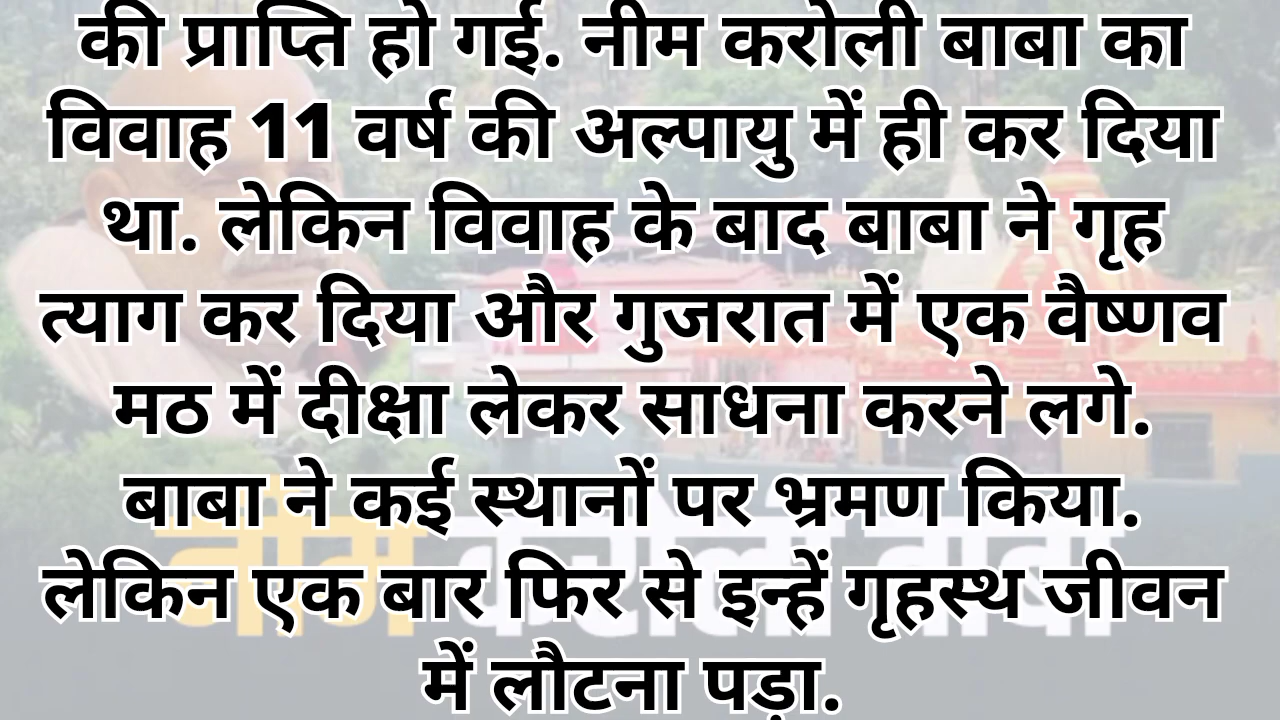 की प्राप्ति हो गई. नीम करोली बाबा का
विवाह 11 वर्ष की अल्पायु में ही कर दिया
था. लेकिन विवाह के बाद बाबा ने गृह
त्याग कर दिया और गुजरात में एक वैष्णव
मठ में दीक्षा लेकर साधना करने लगे.
बाबा ने कई स्थानों पर भ्रमण किया.
लेकिन एक बार फिर से इन्हें गृहस्थ जीवन
में लौटना पड़ा.
नीम करोली बाबा